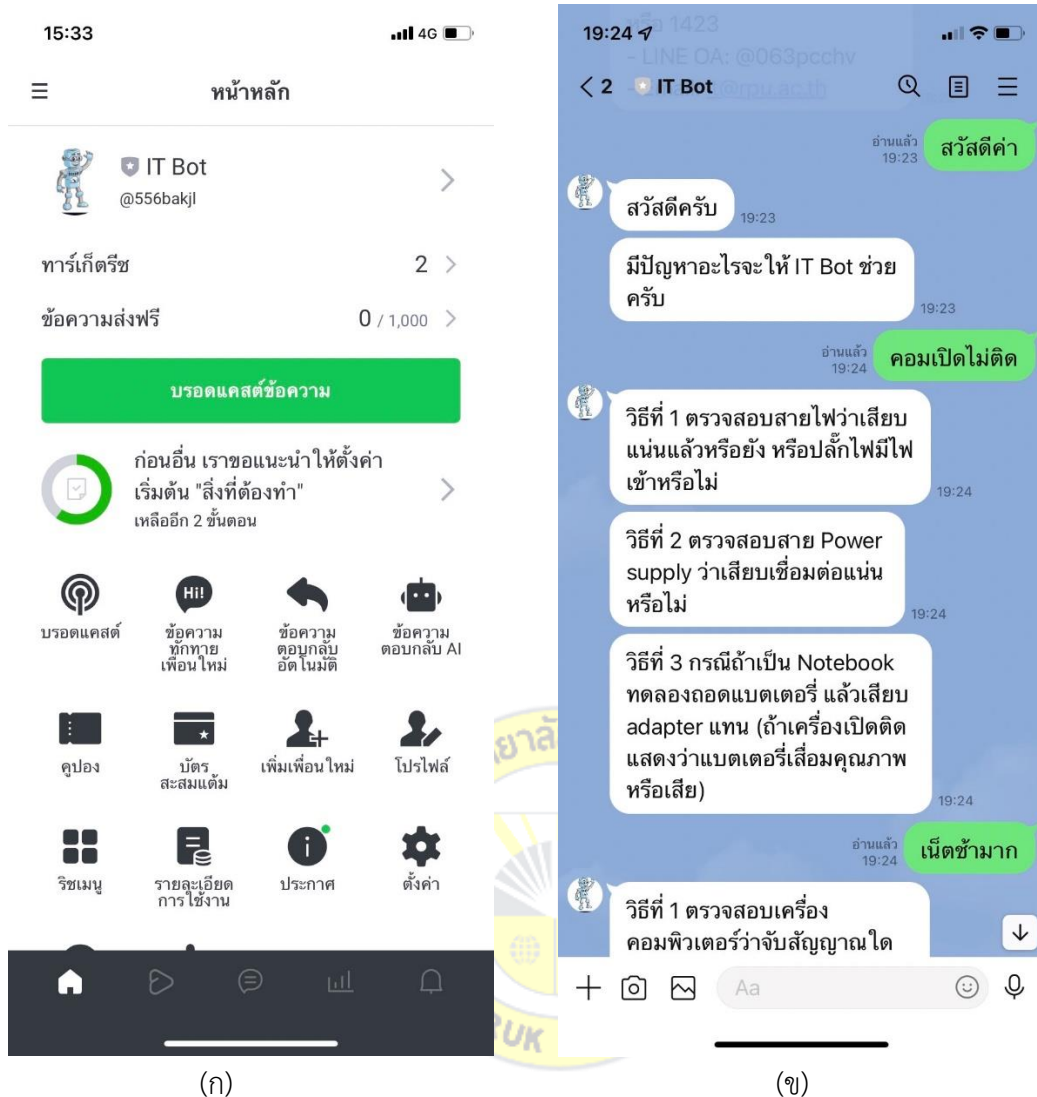 15:33
4G
หน้าหลัก
IT Bot
@556bakjl
ทาร์เก็ตรีช 2
ข้อความส่งฟรี 0 / 1,000
บรอดแคสต์ข้อความ
ก่อนอื่น เราขอแนะนำให้ตั้งค่า
เริ่มต้น "สิ่งที่ต้องทำ"
เหลืออีก 2 ขั้นตอน
Hi!
บรอดแคสต์ ข้อความ ข้อความ ข้อความ
ทักทาย ตอบกลับ ตอบกลับ AI
เพื่อนใหม่ อัตโนมัติ
คูปอง บัตร เพิ่มเพื่อนใหม่ โปรไฟล์
สะสมแต้ม
ริชเมนู รายละเอียด ประกาศ ตั้งค่า
การใช้งาน
(ก)
19:24
หรือ 1423
- LINE OA: @063pcchv
@rpu.ac.th
2 IT Bot
อ่านแล้ว
19:23
สวัสดีค่า
สวัสดีครับ
19:23
มีปัญหาอะไรจะให้ IT Bot ช่วย
ครับ
19:23
อ่านแล้ว
19:24
คอมเปิดไม่ติด
วิธีที่ 1 ตรวจสอบสายไฟว่าเสียบ
แน่นแล้วหรือยัง หรือปลั๊กไฟมีไฟ
เข้าหรือไม่
19:24
วิธีที่ 2 ตรวจสอบสาย Power
supply ว่าเสียบเชื่อมต่อแน่น
หรือไม่
19:24
วิธีที่ 3 กรณีถ้าเป็น Notebook
ทดลองถอดแบตเตอรี่ แล้วเสียบ
adapter แทน (ถ้าเครื่องเปิดติด
แสดงว่าแบตเตอรี่เสื่อมคุณภาพ
หรือเสีย)
19:24
อ่านแล้ว
19:24
เน็ตช้ามาก
วิธีที่ 1 ตรวจสอบเครื่อง
คอมพิวเตอร์ว่าจับสัญญาณใด
Aa
(ข)